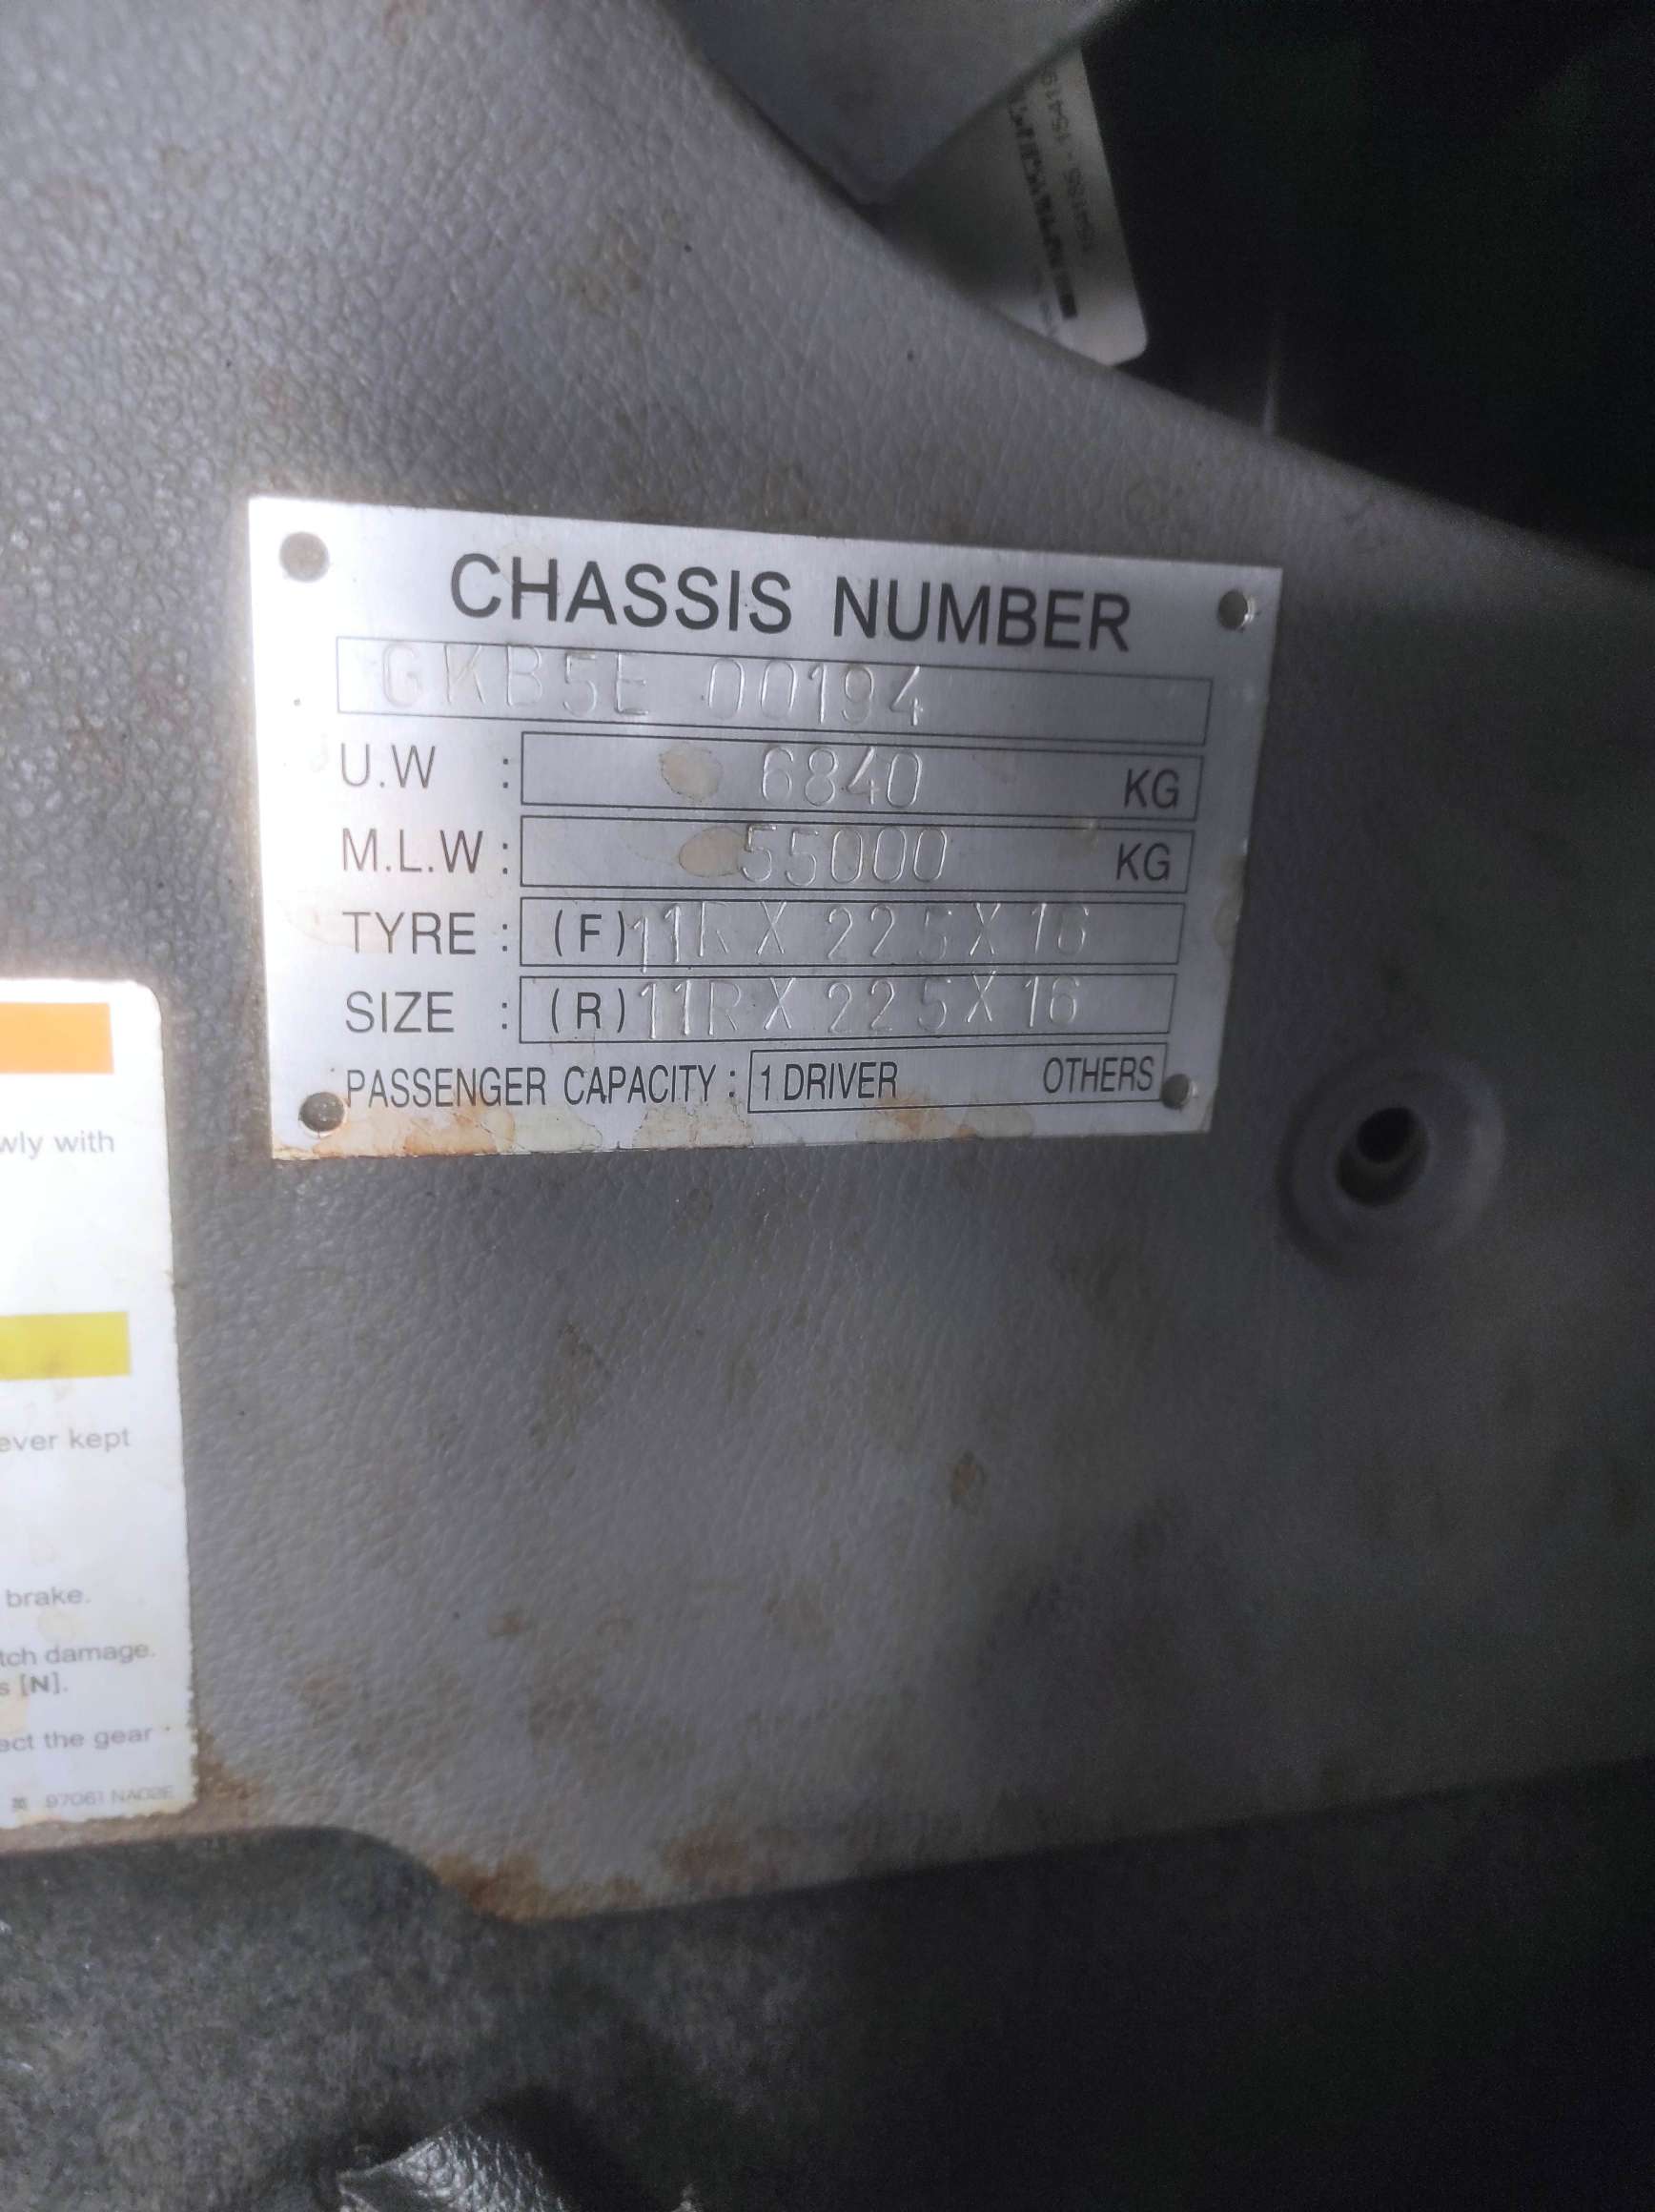 CHASSIS NUMBER
GKB5E 00194
U.W : 6840 KG
M.L.W : 55000 KG
TYRE : (F) 11R X 22 5 X 16
SIZE : (R) 11R X 22 5 X 16
PASSENGER CAPACITY : 1 DRIVER OTHERS
wly with
ever kept
brake.
tch damage.
s [N].
ect the gear
97061 NA02E